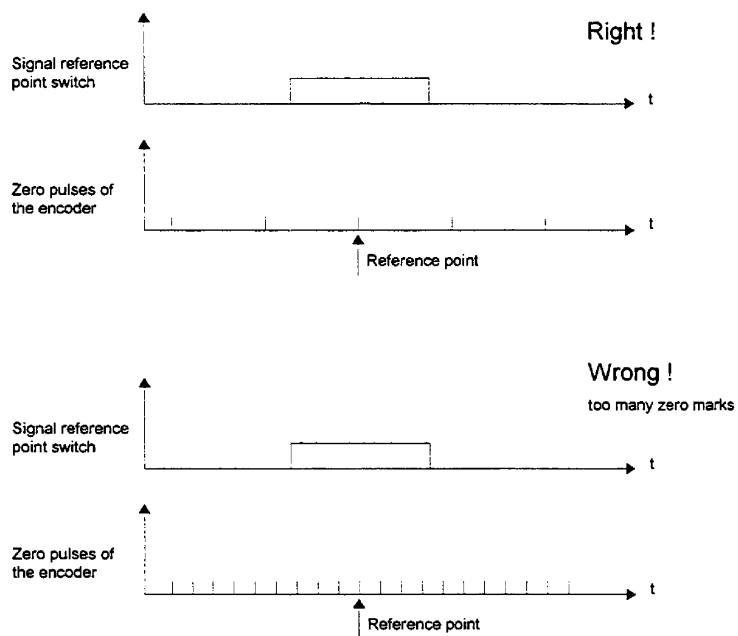 Right !
Signal reference
point switch
t
Zero pulses of
the encoder
t
Reference point
Wrong !
too many zero marks
Signal reference
point switch
t
Zero pulses of
the encoder
t
Reference point